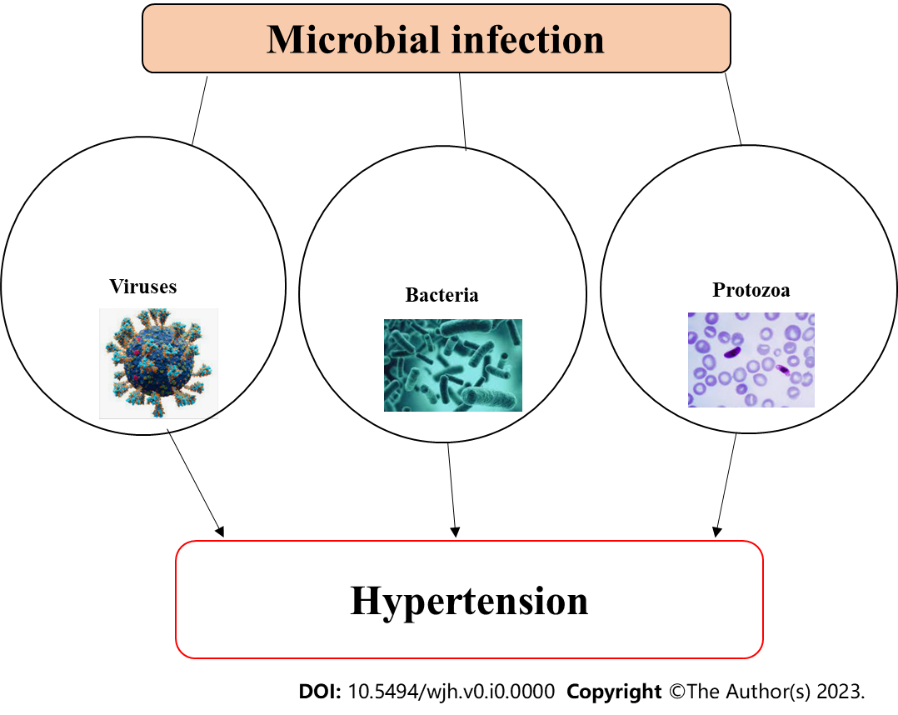 Microbial infection
Viruses
Bacteria
Protozoa
Hypertension
DOI: 10.5494/wjh.v0.i0.0000 Copyright ©The Author(s) 2023.